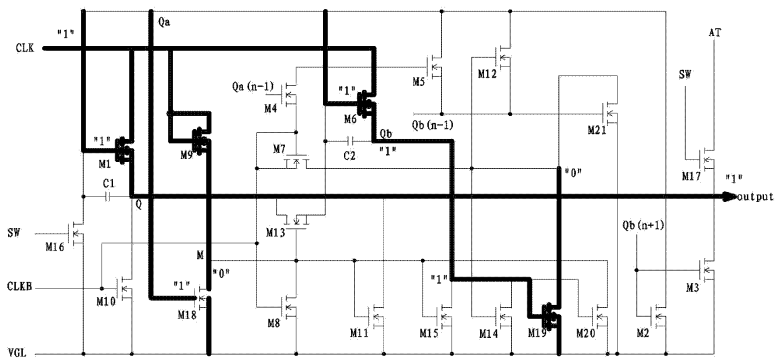 Qa
"1"
CLK
AT
M5
M12
Qa(n-1)
M4
"1"
M6
Qb(n-1)
M21
SW
"1"
M1
M9
Qb
"1"
M7
C2
"0"
M17
"1"
C1
Q
output
SW
M16
M13
Qb(n+1)
M
"0"
CLKB
M10
"1"
M18
M8
M11
M15
"1"
M14
M19
M20
M2
M3
VGL